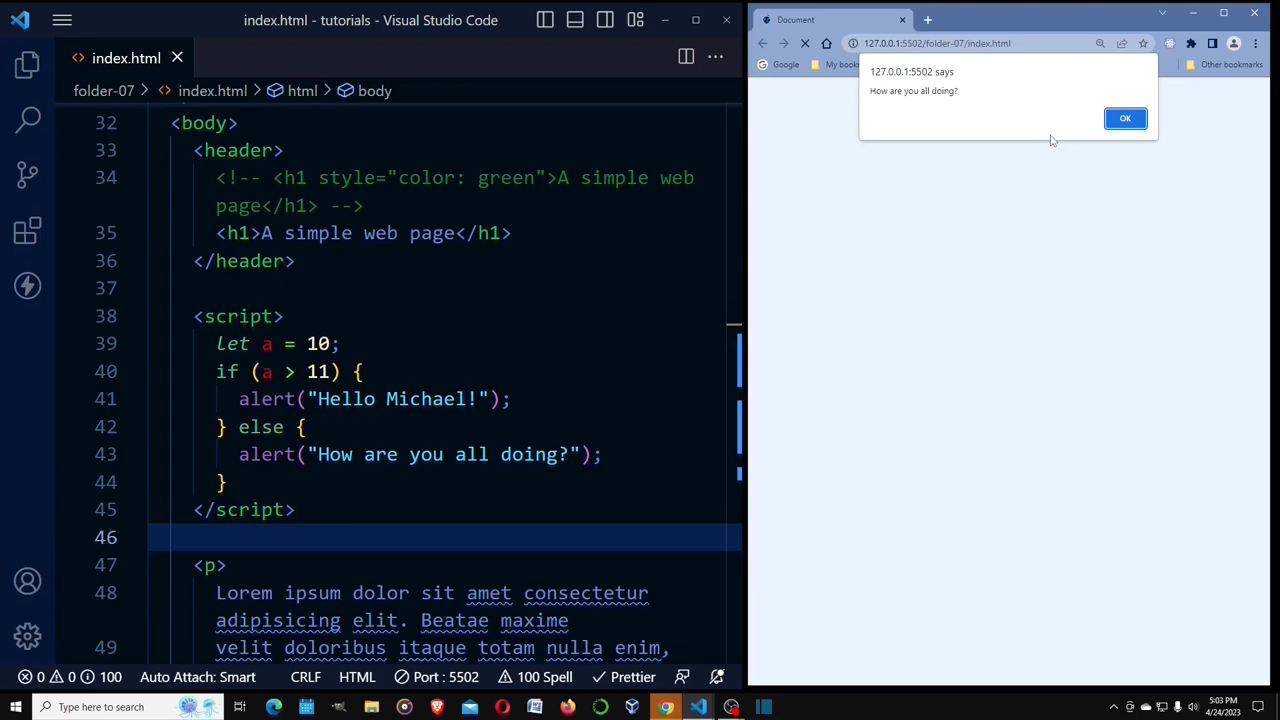 index.html - tutorials - Visual Studio Code
index.html
folder-07 > index.html > html > body
32 <body>
33 <header>
34 <!-- <h1 style="color: green">A simple web
page</h1> -->
35 <h1>A simple web page</h1>
36 </header>
37
38 <script>
39 let a = 10;
40 if (a > 11) {
41 alert("Hello Michael!");
42 } else {
43 alert("How are you all doing?");
44 }
45 </script>
46
47 <p>
48 Lorem ipsum dolor sit amet consectetur
adipisicing elit. Beatae maxime
49 velit doloribus itaque totam nulla enim,
0 0 100 Auto Attach: Smart CRLF HTML Port : 5502 100 Spell Prettier
Document
127.0.0.1:5502/folder-07/index.html
Google My book Other bookmarks
127.0.0.1:5502 says
How are you all doing?
OK
Type here to search
5:03 PM
4/24/2023